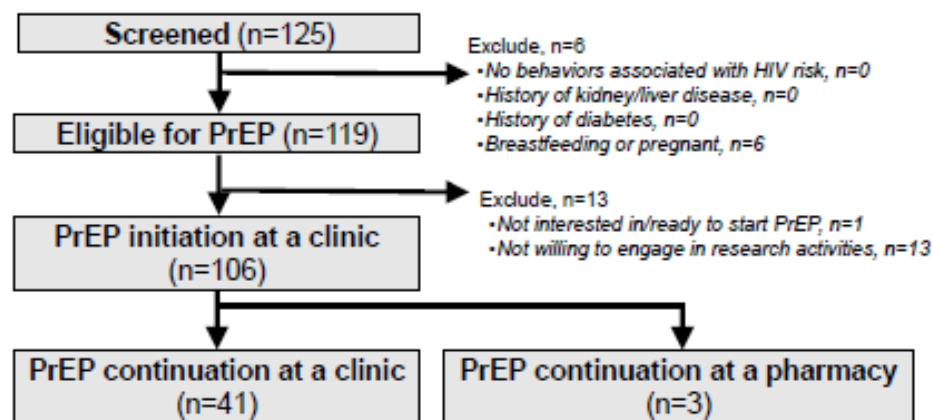 Screened (n=125)
Exclude, n=6
•No behaviors associated with HIV risk, n=0
•History of kidney/liver disease, n=0
•History of diabetes, n=0
•Breastfeeding or pregnant, n=6
Eligible for PrEP (n=119)
Exclude, n=13
•Not interested in/ready to start PrEP, n=1
•Not willing to engage in research activities, n=13
PrEP initiation at a clinic
(n=106)
PrEP continuation at a clinic
(n=41)
PrEP continuation at a pharmacy
(n=3)